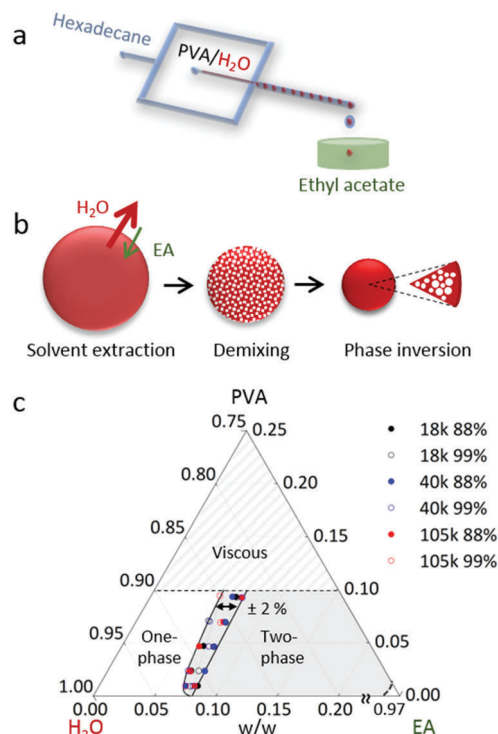 a
Hexadecane
PVA/H₂O
Ethyl acetate
b
H₂O
EA
Solvent extraction
Demixing
Phase inversion
c
PVA
0.75
0.25
0.80
0.20
0.85
0.15
Viscous
0.90
0.10
± 2 %
One-
phase
Two-
phase
0.95
0.05
1.00
0.00
0.00
0.05
0.10
0.15
0.20
0.97
H₂O
w/w
EA
18k 88%
18k 99%
40k 88%
40k 99%
105k 88%
105k 99%